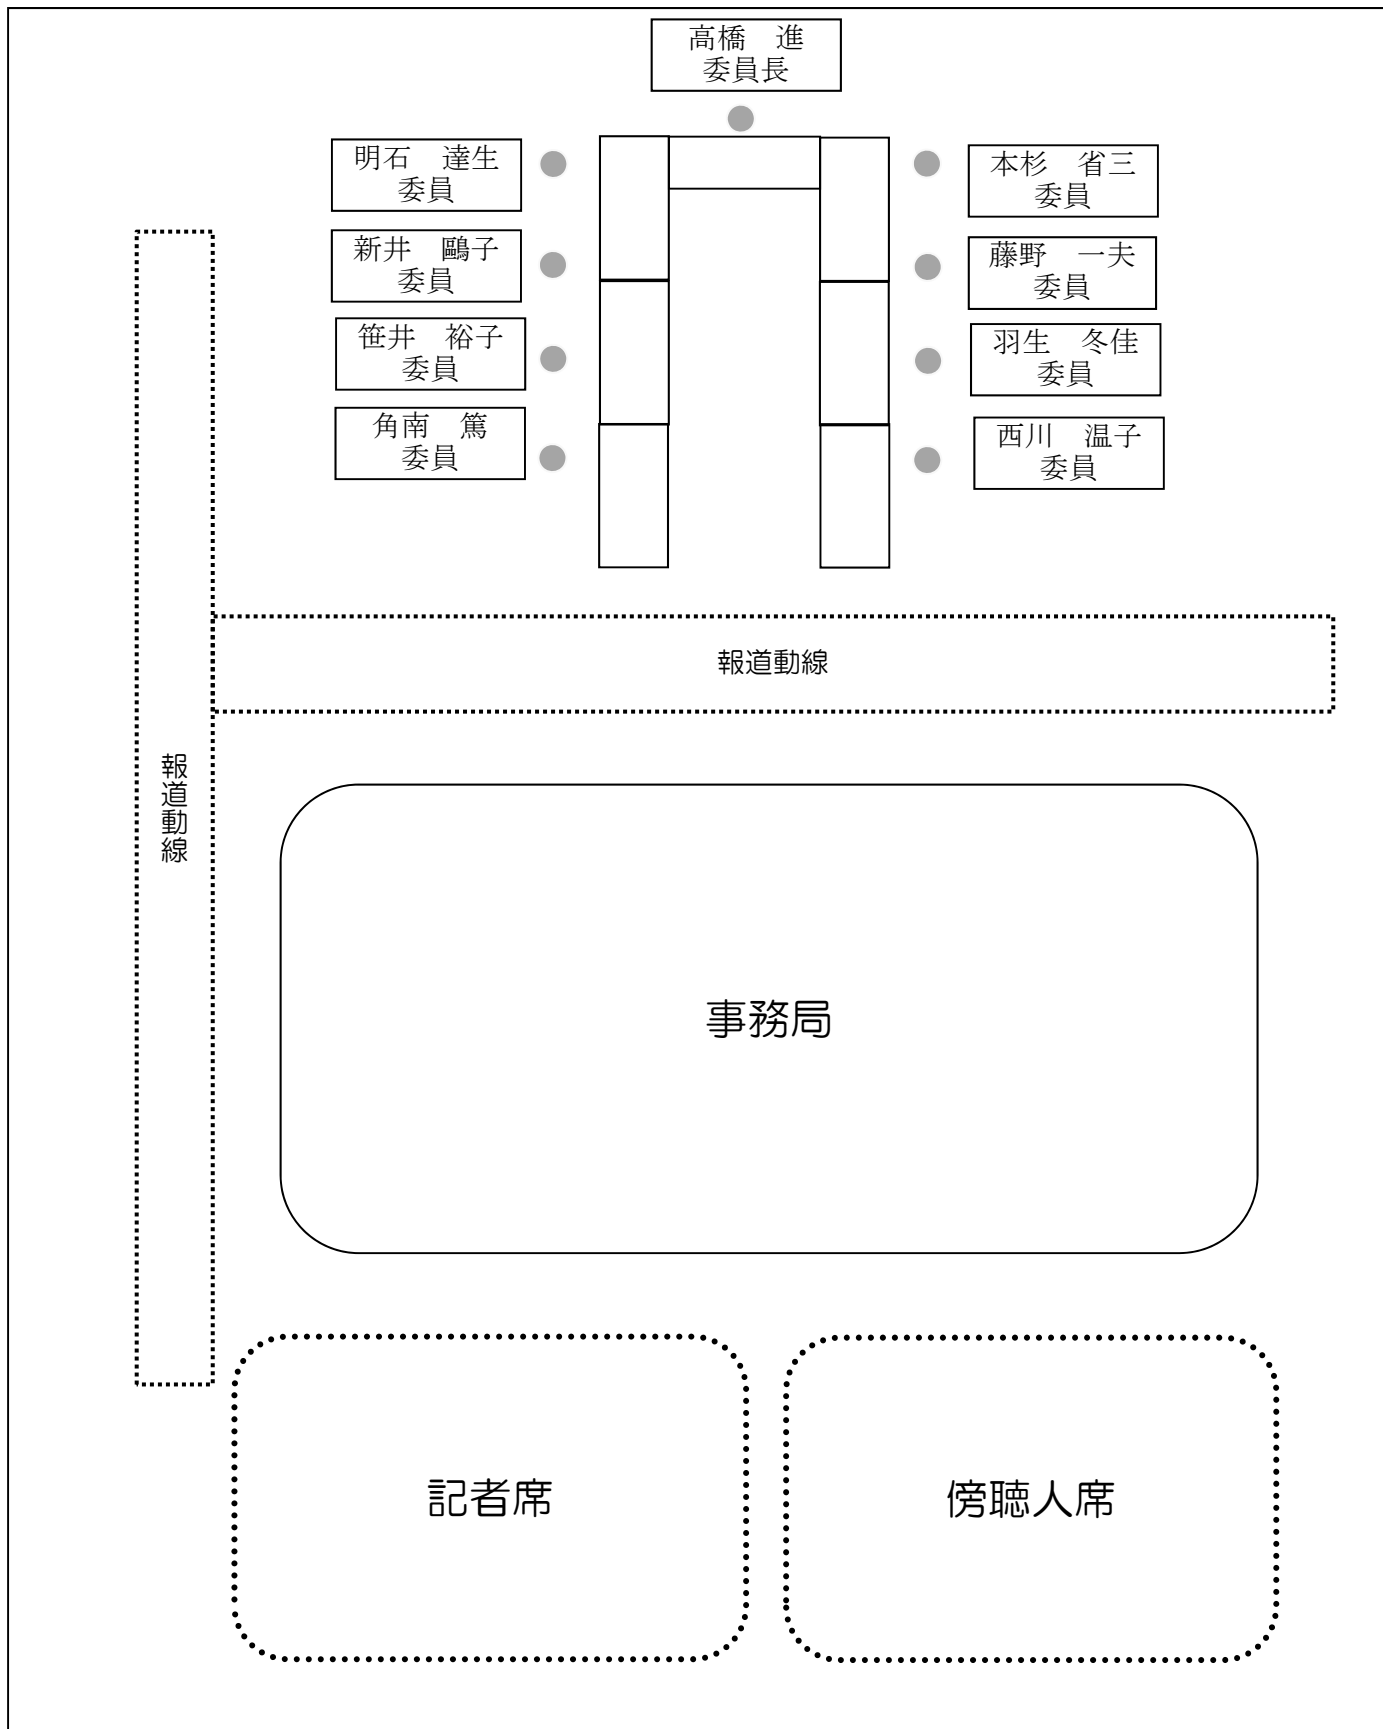 高橋　進
委員長
明石　達生
委員
本杉　省三
委員
新井　鷗子
委員
藤野　一夫
委員
笹井　裕子
委員
羽生　冬佳
委員
角南　篤
委員
西川　温子
委員
報道動線
報道動線
事務局
記者席
傍聴人席